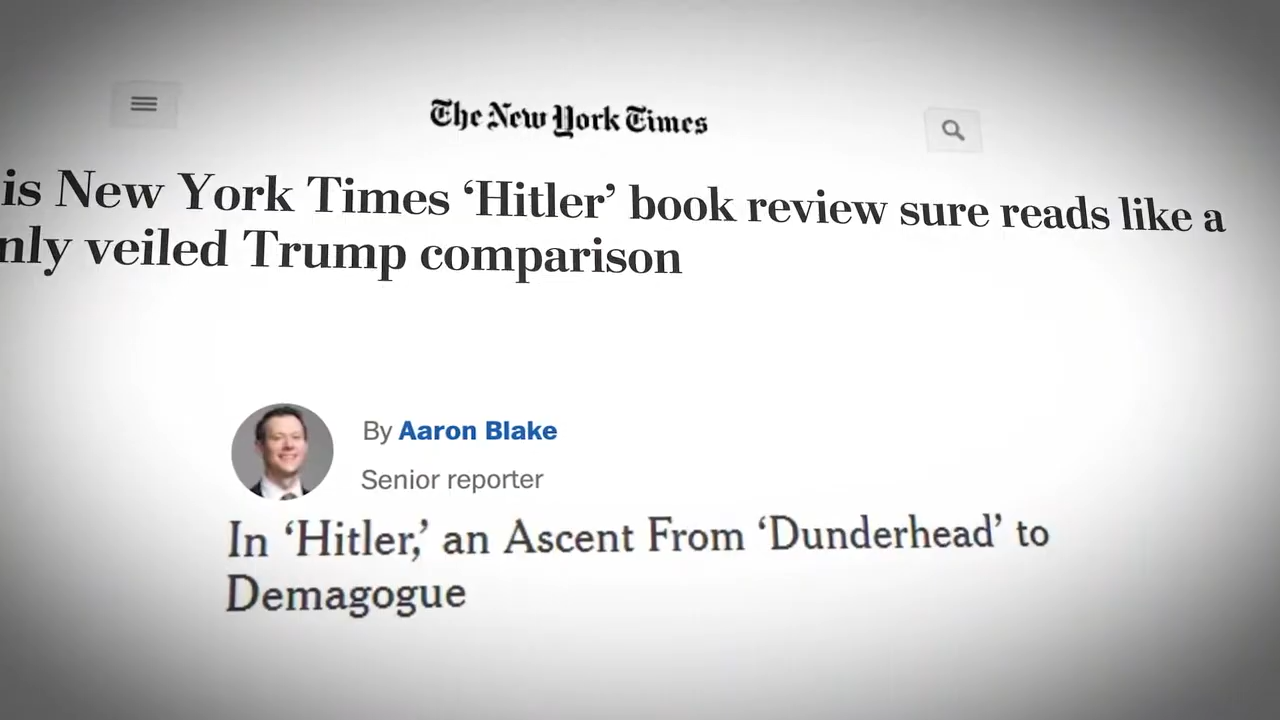 The New York Times
is New York Times ‘Hitler’ book review sure reads like a
nly veiled Trump comparison
By Aaron Blake
Senior reporter
In ‘Hitler,’ an Ascent From ‘Dunderhead’ to
Demagogue